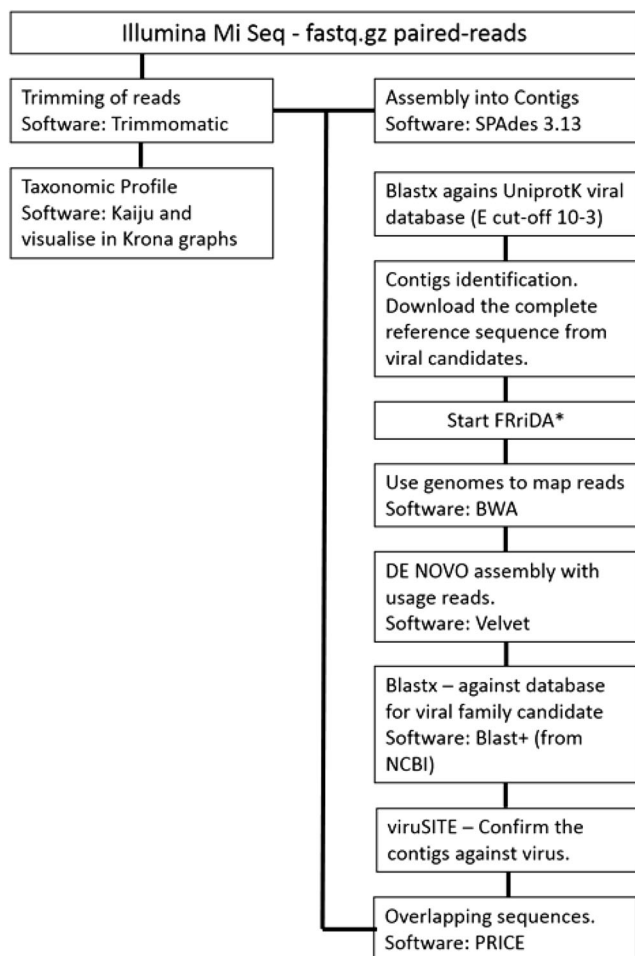 Illumina Mi Seq - fastq.gz paired-reads
Trimming of reads
Software: Trimmomatic
Taxonomic Profile
Software: Kaiju and
visualise in Krona graphs
Assembly into Contigs
Software: SPAdes 3.13
Blastx agains UniprotK viral
database (E cut-off 10-3)
Contigs identification.
Download the complete
reference sequence from
viral candidates.
Start FRriDA*
Use genomes to map reads
Software: BWA
DE NOVO assembly with
usage reads.
Software: Velvet
Blastx – against database
for viral family candidate
Software: Blast+ (from
NCBI)
viruSITE – Confirm the
contigs against virus.
Overlapping sequences.
Software: PRICE